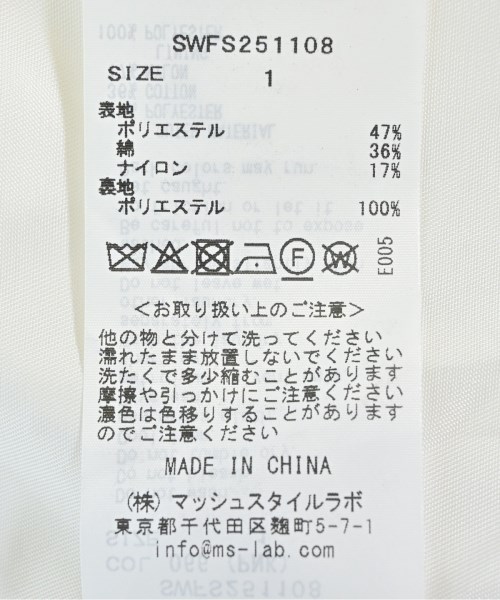 SWFS251108
SIZE 1
表地
ポリエステル 47%
綿 36%
ナイロン 17%
裏地
ポリエステル 100%
F W E005
＜お取り扱い上のご注意＞
他の物と分けて洗ってください
濡れたまま放置しないでください
洗たくで多少縮むことがあります
摩擦や引っかけにご注意ください
濃色は色移りすることがあります
のでご注意ください
MADE IN CHINA
(株) マッシュスタイルラボ
東京都千代田区麹町5-7-1
info@ms-lab.com